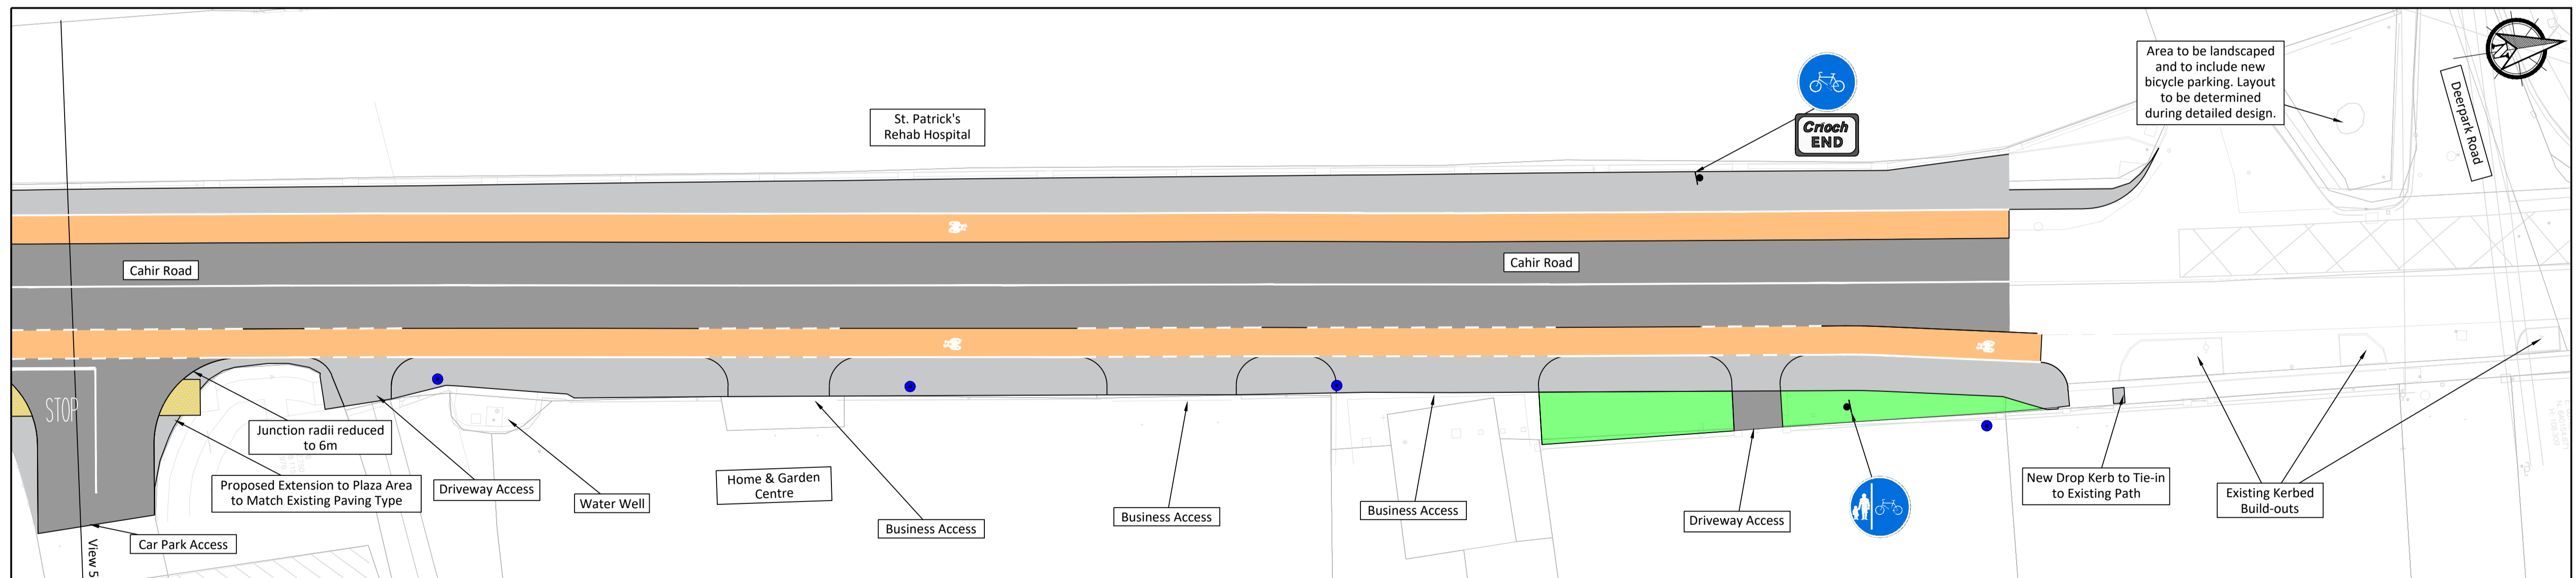 St. Patrick's
Rehab Hospital
Críoch
END
Area to be landscaped
and to include new
bicycle parking. Layout
to be determined
during detailed design.
Deerpark Road
N
Cahir Road
Cahir Road
STOP
Junction radii reduced
to 6m
Proposed Extension to Plaza Area
to Match Existing Paving Type
Driveway Access
Water Well
Home & Garden
Centre
Business Access
Business Access
Business Access
Driveway Access
New Drop Kerb to Tie-in
to Existing Path
Existing Kerbed
Build-outs
Car Park Access
View 5